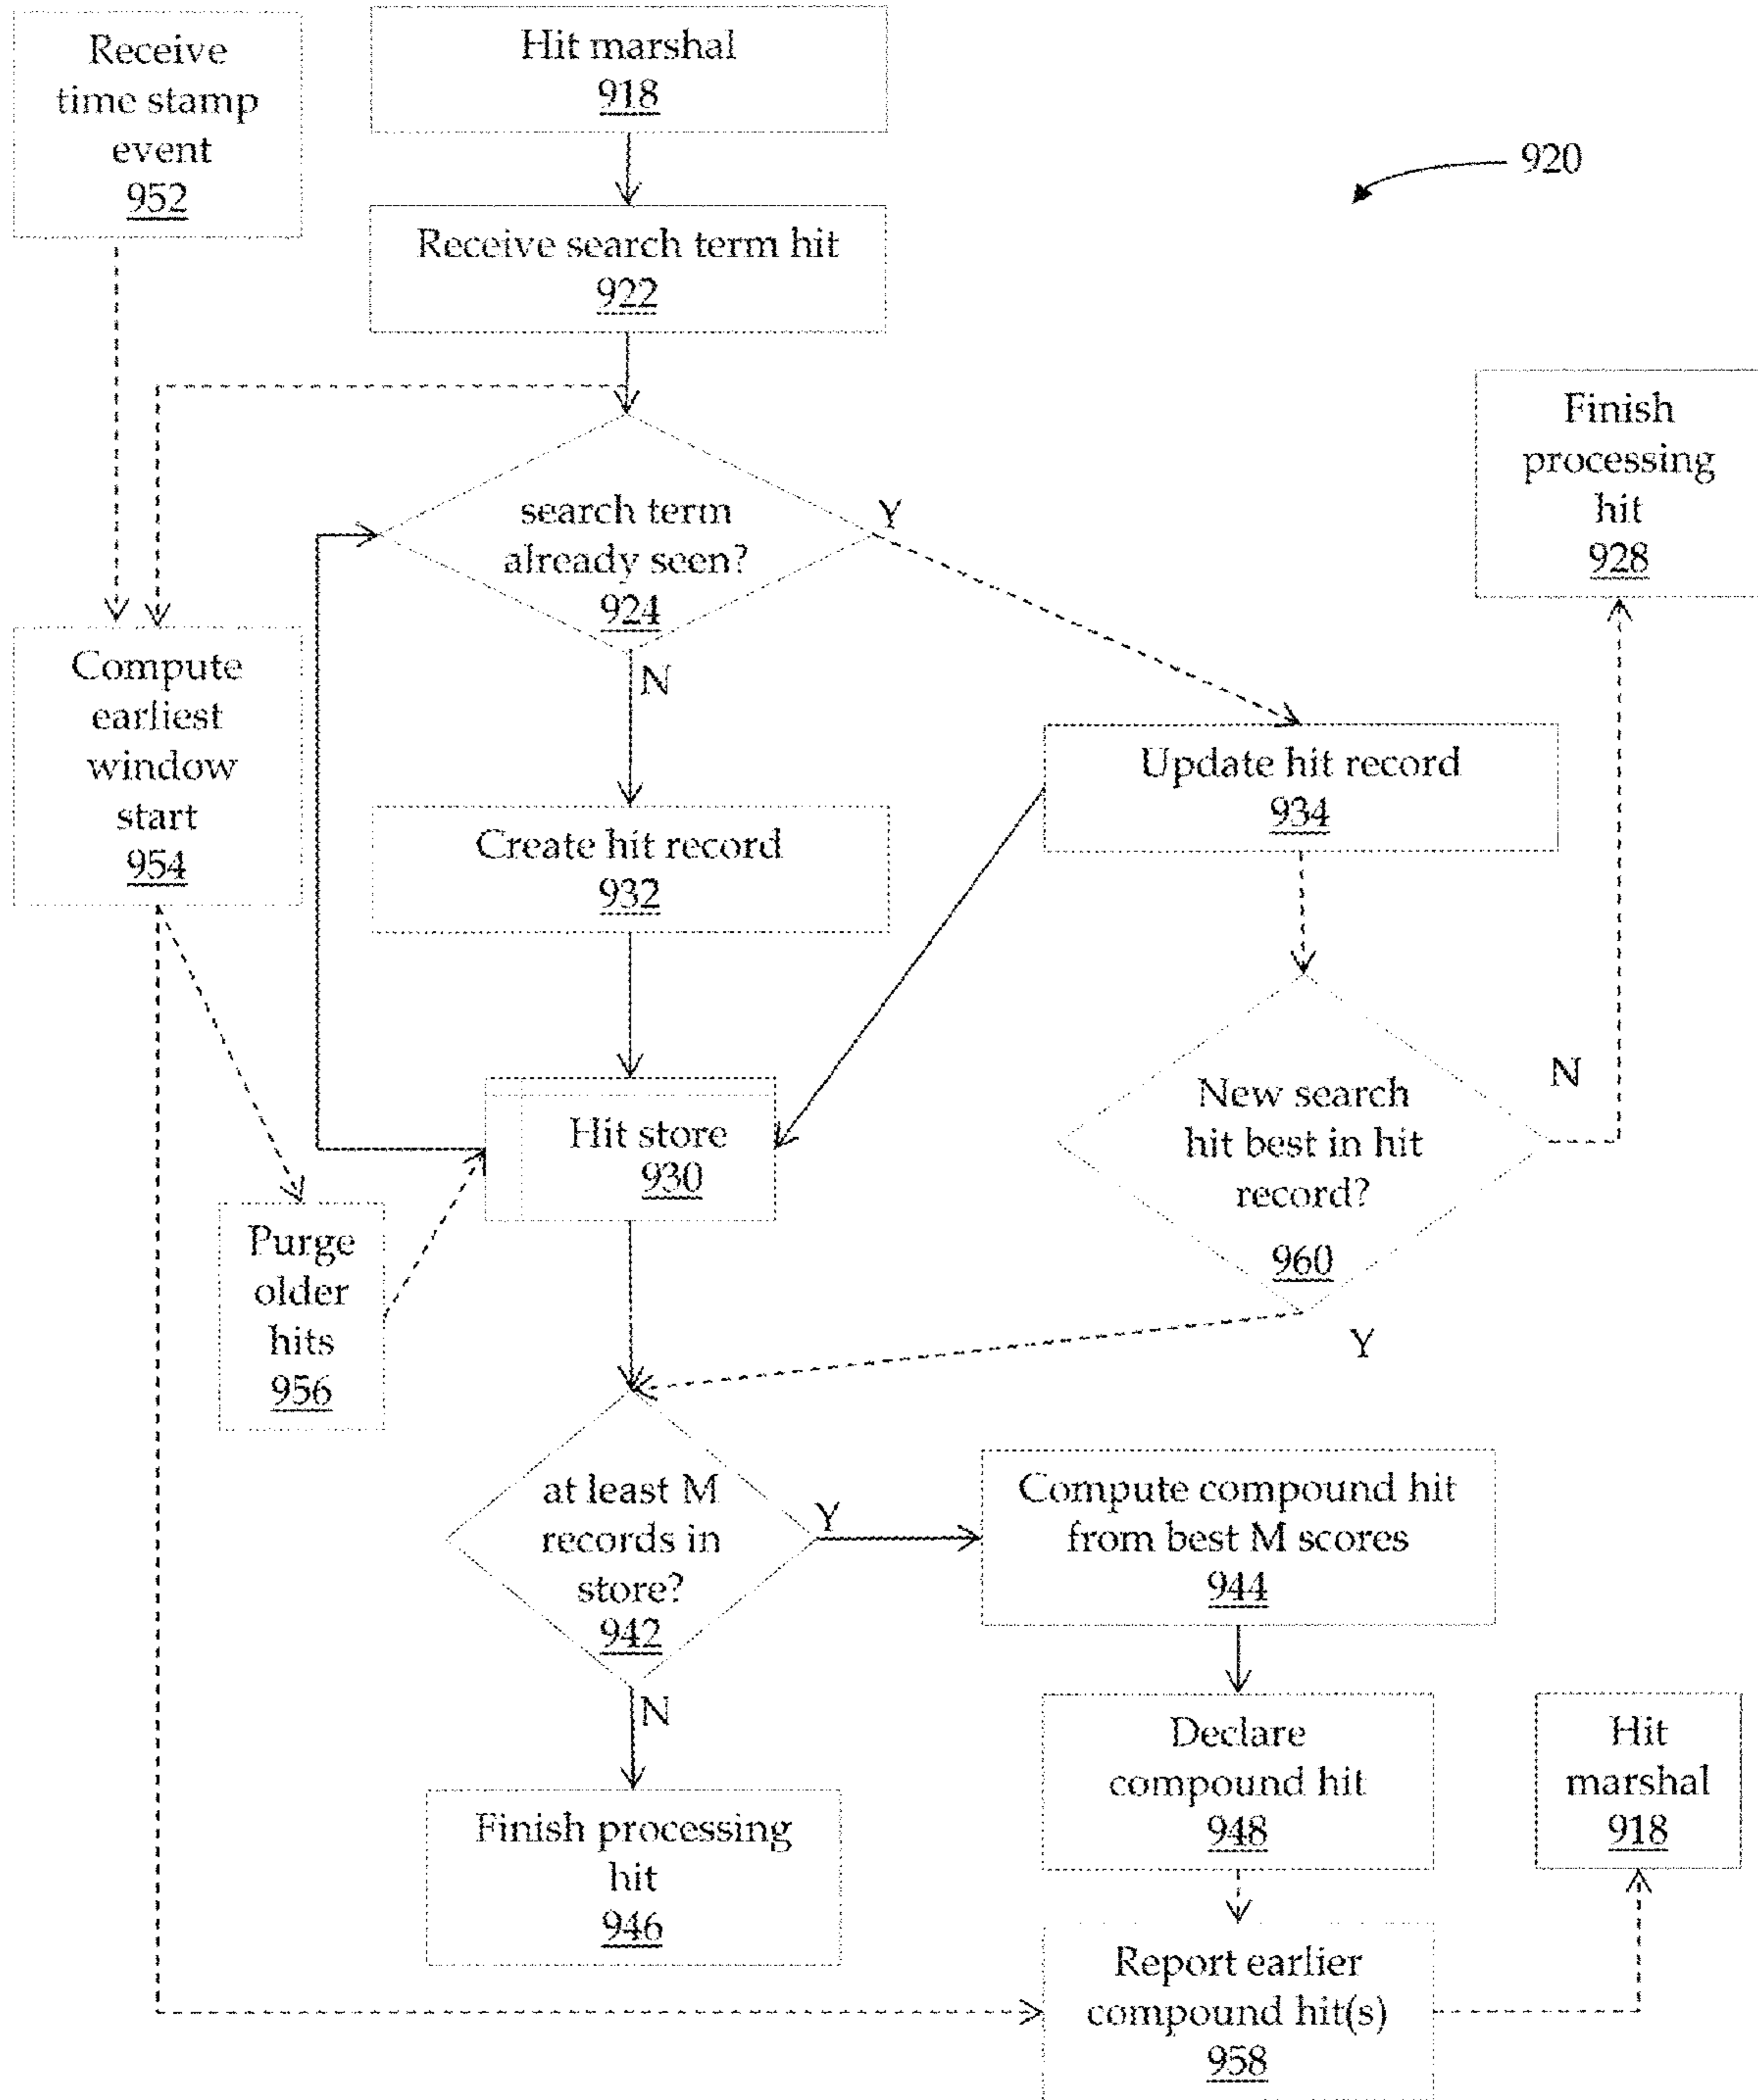 Receive
time stamp
event
952
Hit marshal
918
920
Receive search term hit
922
Finish
processing
hit
928
search term
already seen?
924
Y
N
Compute
earliest
window
start
954
Update hit record
934
Create hit record
932
New search
hit best in hit
record?
960
N
Y
Hit store
930
Purge
older
hits
956
at least M
records in
store?
942
Y
N
Compute compound hit
from best M scores
944
Declare
compound hit
948
Hit
marshal
918
Finish processing
hit
946
Report earlier
compound hit(s)
958